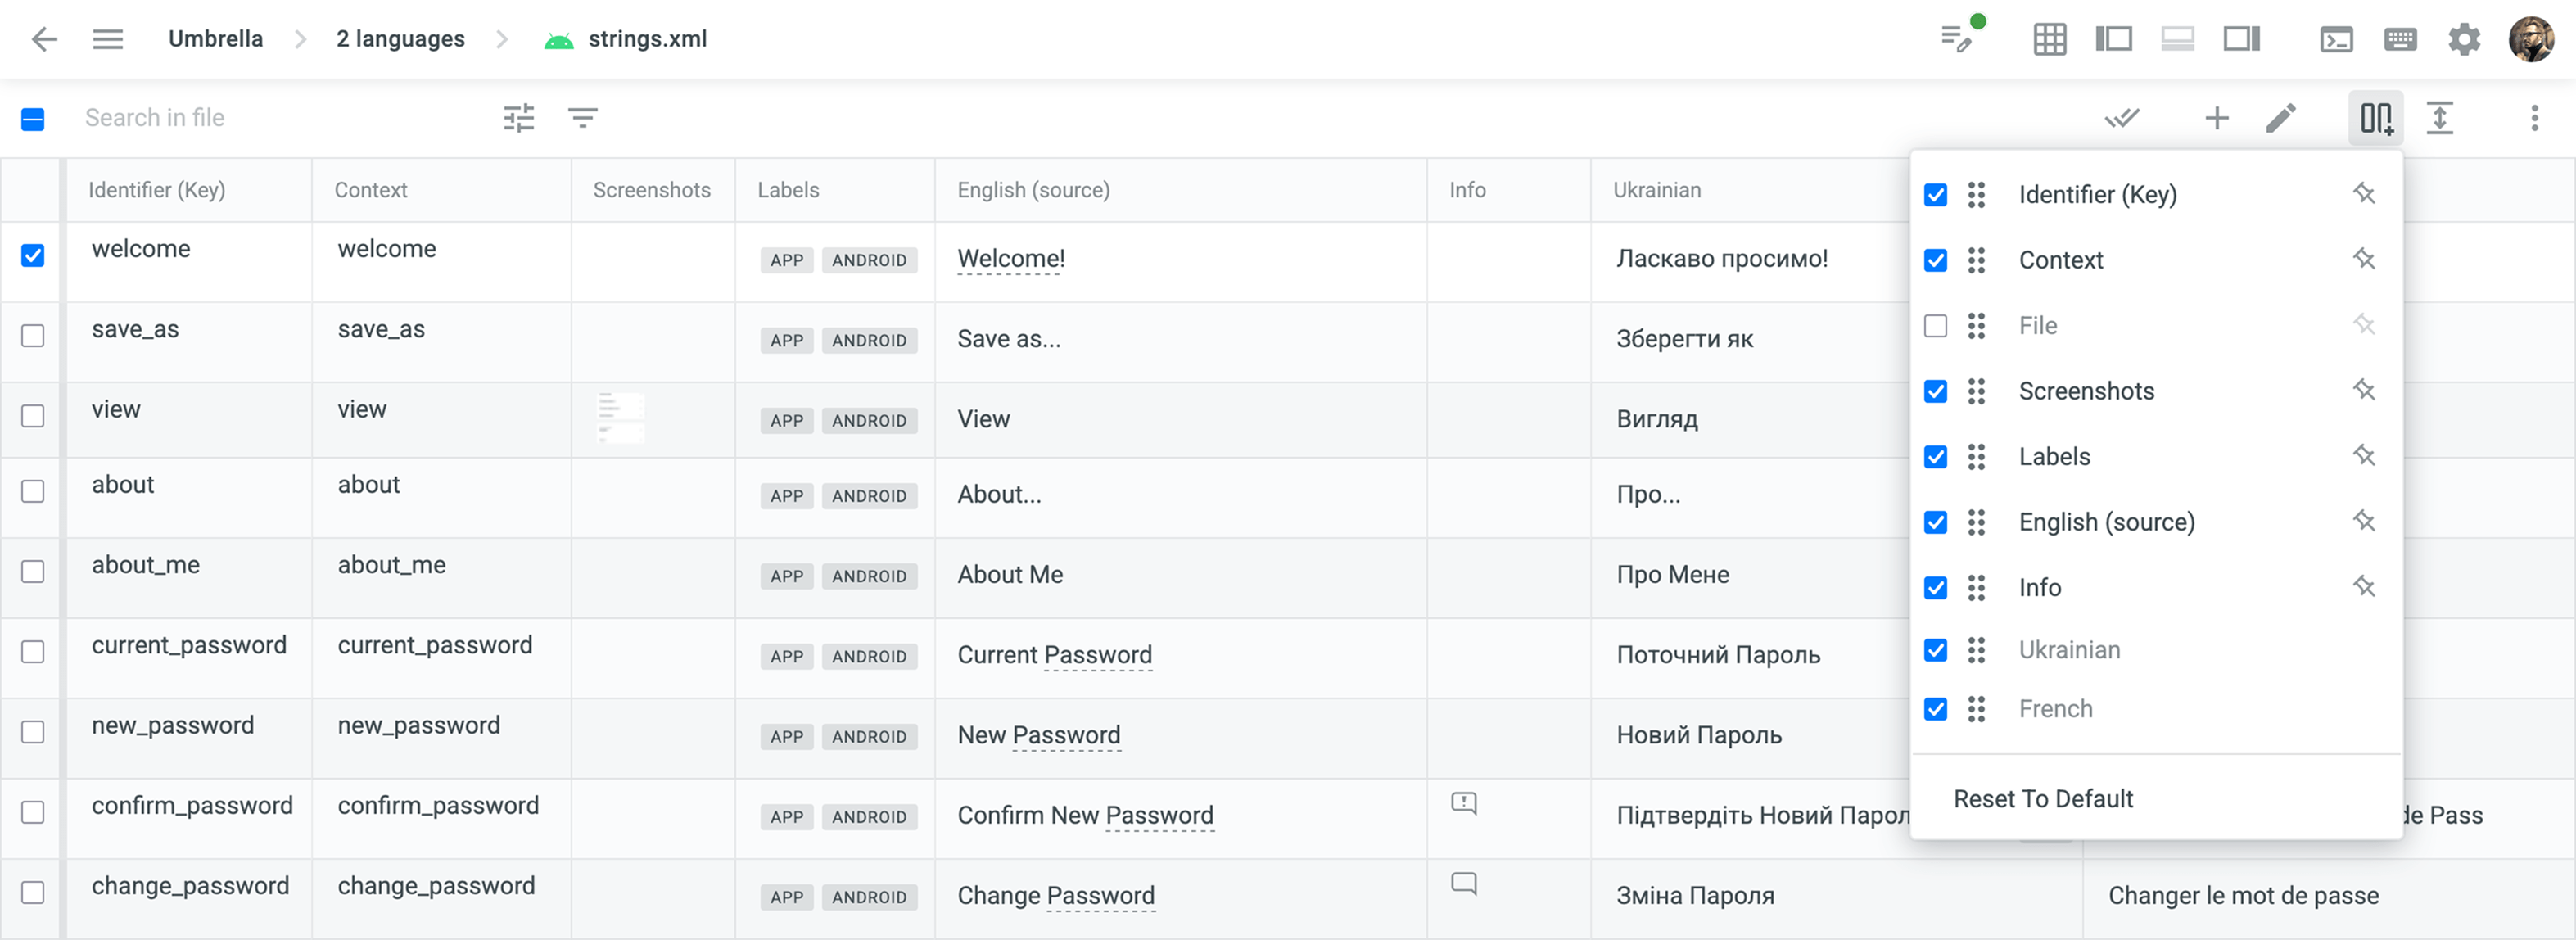 Umbrella 2 languages strings.xml
Search in file
Identifier (Key) Context Screenshots Labels English (source) Info Ukrainian
welcome welcome APP ANDROID Welcome! Ласкаво просимо!
save_as save_as APP ANDROID Save as... Зберегти як
view view APP ANDROID View Вигляд
about about APP ANDROID About... Про...
about_me about_me APP ANDROID About Me Про Мене
current_password current_password APP ANDROID Current Password Поточний Пароль
new_password new_password APP ANDROID New Password Новий Пароль
confirm_password confirm_password APP ANDROID Confirm New Password Підтвердіть Новий Парол de Pass
change_password change_password APP ANDROID Change Password Зміна Пароля Changer le mot de passe
Identifier (Key)
Context
File
Screenshots
Labels
English (source)
Info
Ukrainian
French
Reset To Default